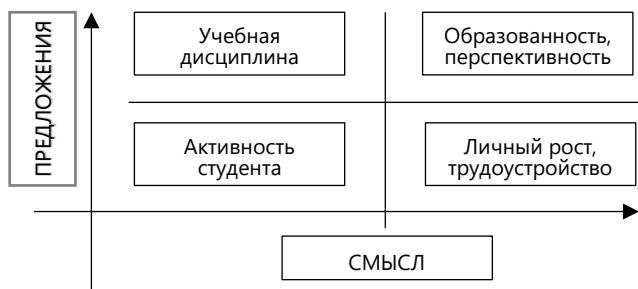 ПРЕДЛОЖЕНИЯ
Учебная
дисциплина
Образованность,
перспективность
Активность
студента
Личный рост,
трудоустройство
СМЫСЛ